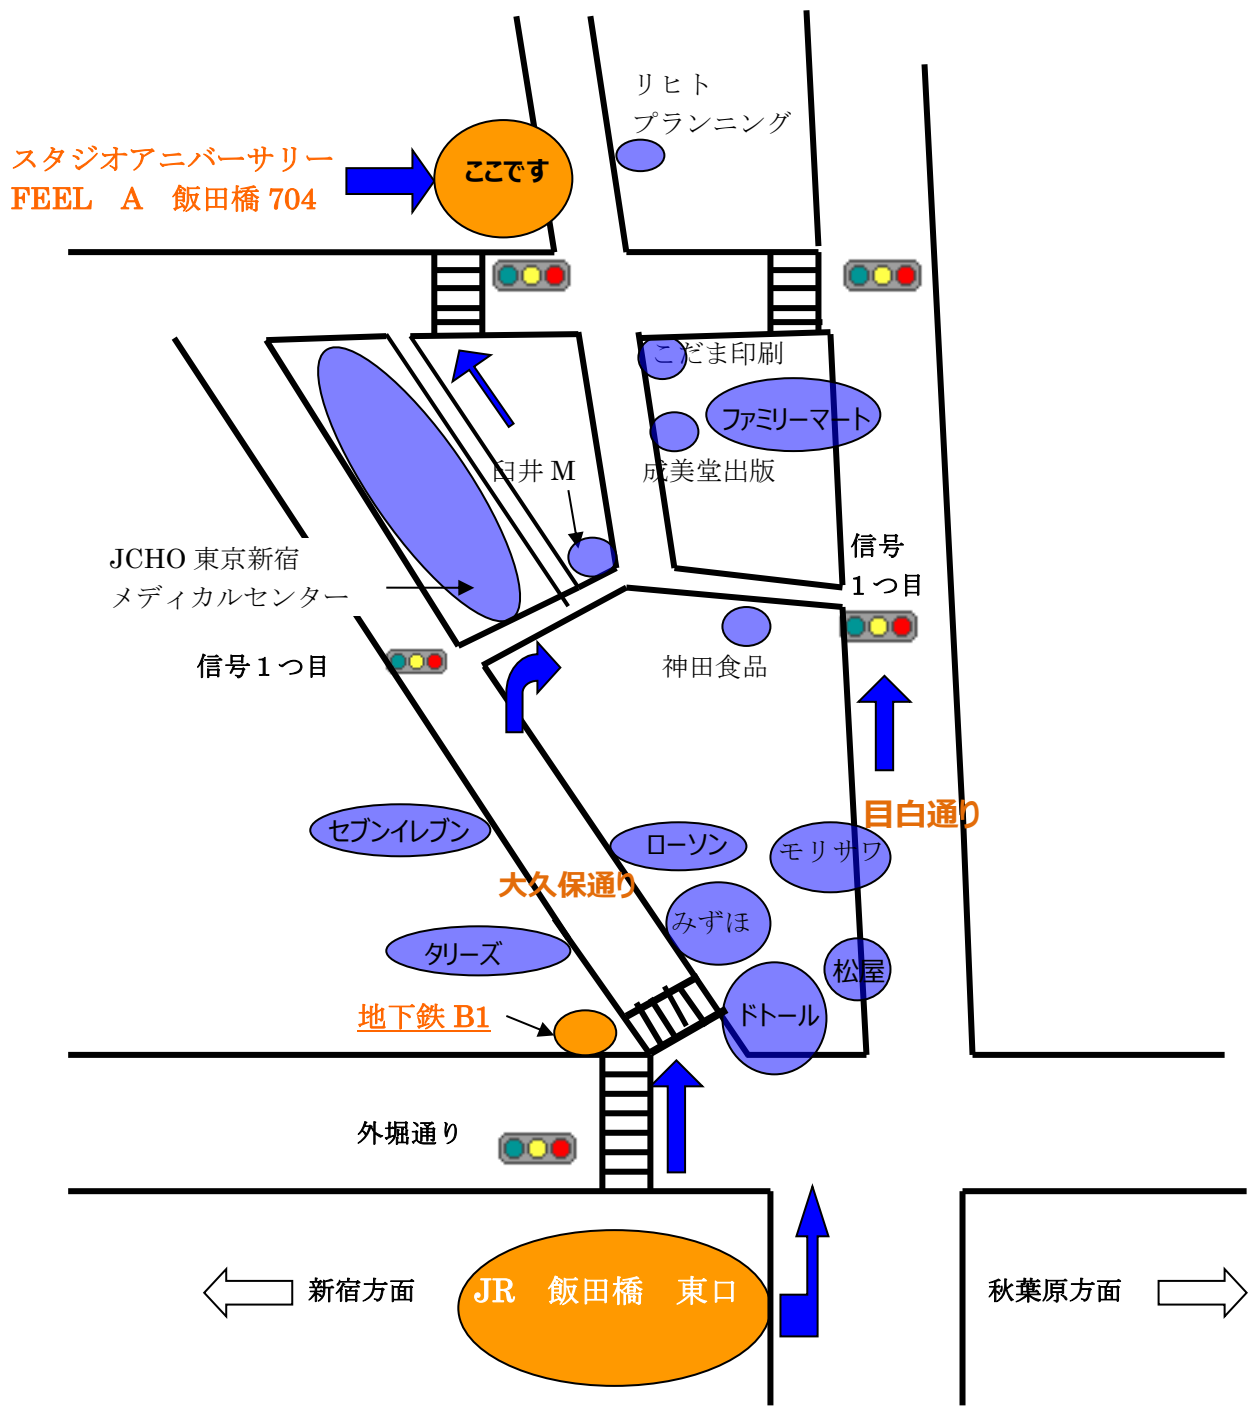 リヒト
プランニング
スタジオアニバーサリー
FEEL　A　飯田橋 704
ここです
こだま印刷
ファミリーマート
臼井 M
成美堂出版
JCHO 東京新宿
メディカルセンター
信号
１つ目
信号１つ目
神田食品
目白通り
セブンイレブン
ローソン
モリサワ
大久保通り
みずほ
タリーズ
松屋
地下鉄 B1
ドトール
外堀通り
新宿方面
JR　飯田橋　東口
秋葉原方面